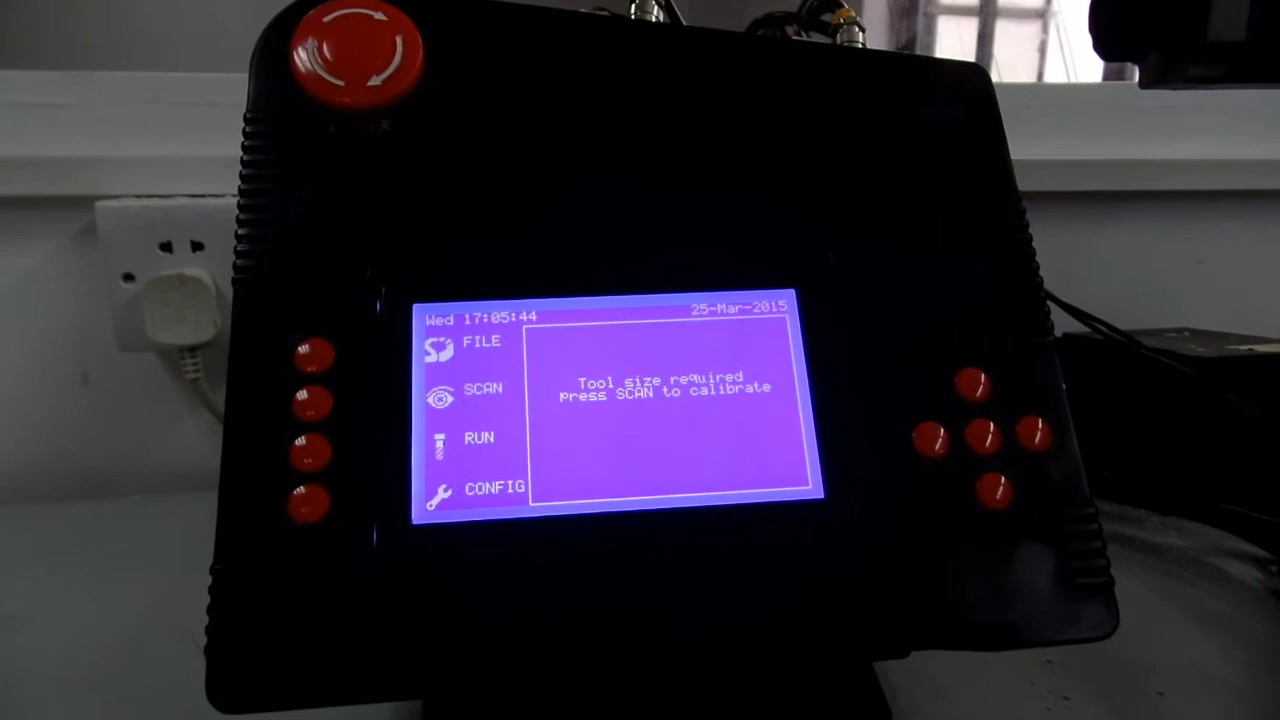 Wed 17:05:44 25-Mar-2015
FILE
SCAN
RUN
CONFIG
Tool size required
press SCAN to calibrate